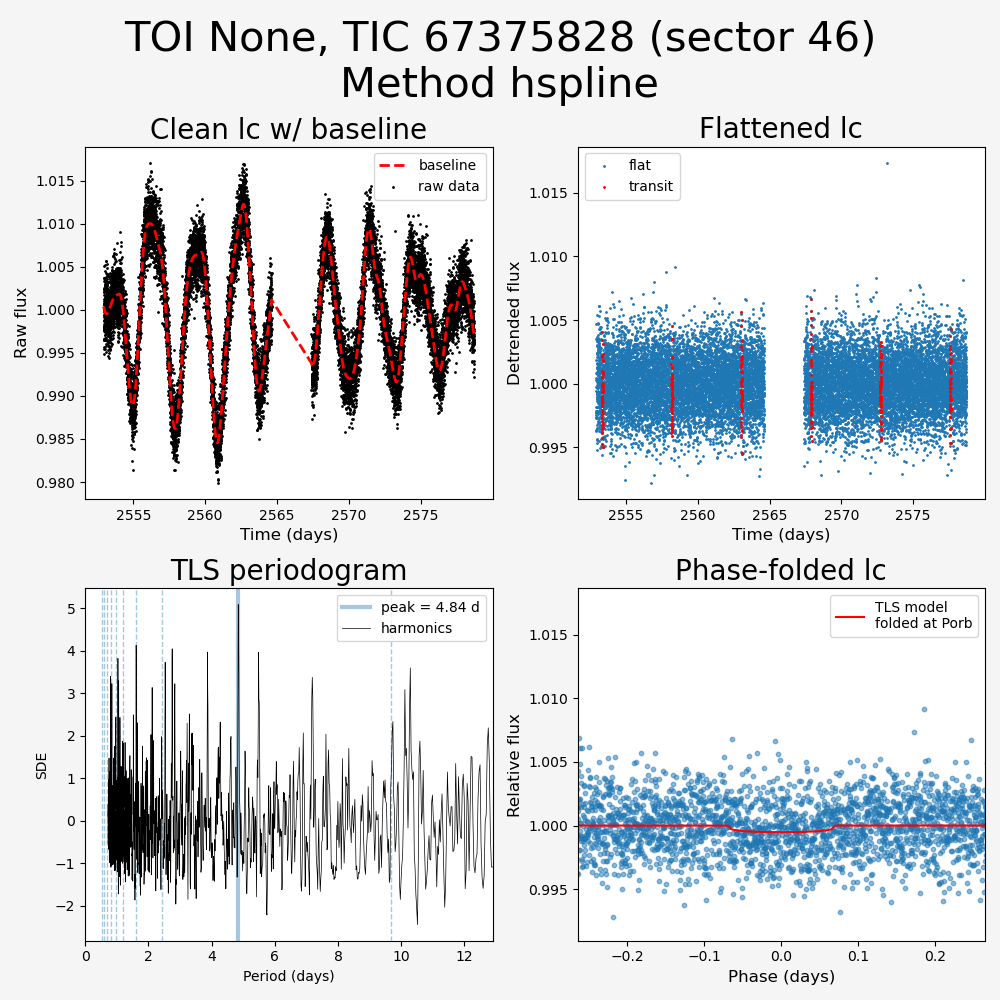 TOI None, TIC 67375828 (sector 46)
Method hspline
Clean lc w/ baseline
Raw flux
1.015
1.010
1.005
1.000
0.995
0.990
0.985
0.980
baseline
raw data
2555
2560
2565
2570
2575
Time (days)
Flattened lc
Detrended flux
1.015
1.010
1.005
1.000
0.995
flat
transit
2555
2560
2565
2570
2575
Time (days)
TLS periodogram
SDE
5
4
3
2
1
0
−1
−2
peak = 4.84 d
harmonics
0
2
4
6
8
10
12
Period (days)
Phase-folded lc
Relative flux
1.015
1.010
1.005
1.000
0.995
TLS model
folded at Porb
−0.2
−0.1
0.0
0.1
0.2
Phase (days)